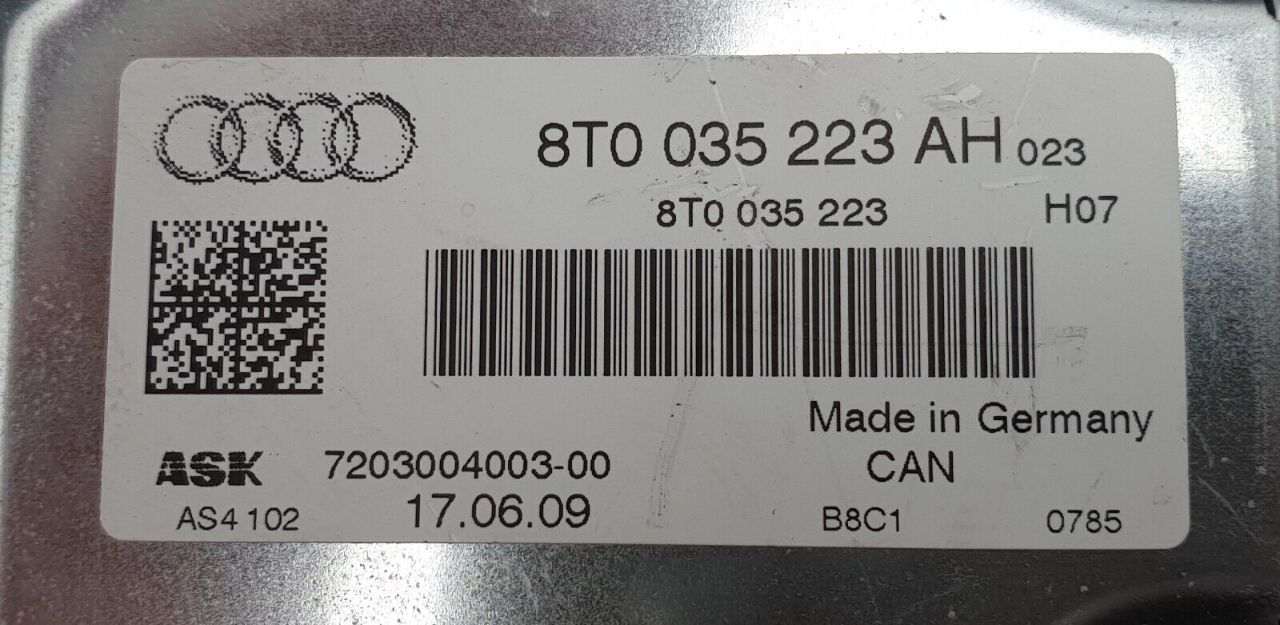 8T0 035 223 AH 023
8T0 035 223 H07
Made in Germany
ASK 7203004003-00 CAN
AS4 102 17.06.09 B8C1 0785